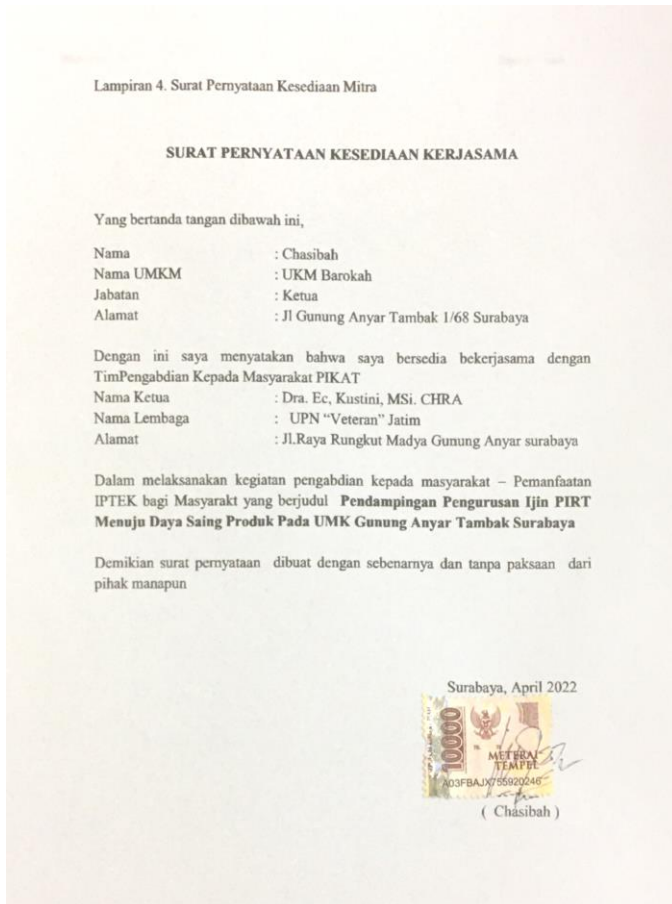 Lampiran 4. Surat Pernyataan Kesediaan Mitra
SURAT PERNYATAAN KESEDIAAN KERJASAMA
Yang bertanda tangan dibawah ini,
Nama : Chasibah
Nama UMKM : UKM Barokah
Jabatan : Ketua
Alamat : Jl Gunung Anyar Tambak 1/68 Surabaya
Dengan ini saya menyatakan bahwa saya bersedia bekerjasama dengan
TimPengabdian Kepada Masyarakat PIKAT
Nama Ketua : Dra. Ec, Kustini, MSi. CHRA
Nama Lembaga : UPN “Veteran” Jatim
Alamat : Jl.Raya Rungkut Madya Gunung Anyar surabaya
Dalam melaksanakan kegiatan pengabdian kepada masyarakat – Pemanfaatan
IPTEK bagi Masyarakt yang berjudul Pendampingan Pengurusan Ijin PIRT
Menuju Daya Saing Produk Pada UMK Gunung Anyar Tambak Surabaya
Demikian surat pernyataan dibuat dengan sebenarnya dan tanpa paksaan dari
pihak manapun
Surabaya, April 2022
10000
METERAI
TEMPEL
A03FBAJX755920246
( Chasibah )